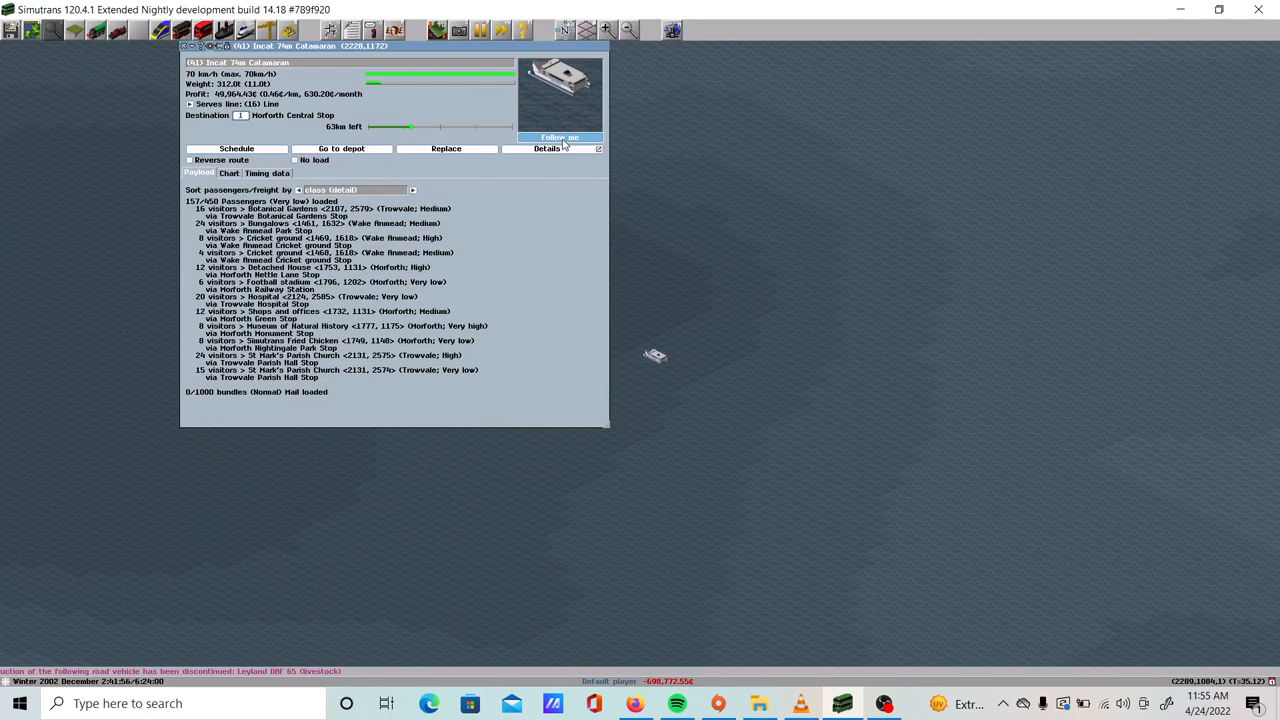 Simutrans 120.4.1 Extended Nightly development build 14.18 #789f920
(41) Incat 74m Catamaran (2228,1172)
(41) Incat 74m Catamaran
70 km/h (max. 70km/h)
Weight: 312.0t (11.0t)
Profit: 49,964.43¢ (0.46¢/km, 630.20¢/month
Serves line: (16) Line
Destination 1 Morforth Central Stop
63km left
Follow me
Schedule Go to depot Replace Details
Reverse route No load
Payload Chart Timing data
Sort passengers/freight by class (detail)
157/450 Passengers (Very low) loaded
16 visitors > Botanical Gardens <2107, 2579> (Trowvale; Medium)
via Trowvale Botanical Gardens Stop
24 visitors > Bungalows <1461, 1632> (Wake Anmead; Medium)
via Wake Anmead Park Stop
8 visitors > Cricket ground <1469, 1618> (Wake Anmead; High)
via Wake Anmead Cricket ground Stop
4 visitors > Cricket ground <1468, 1618> (Wake Anmead; Medium)
via Wake Anmead Cricket ground Stop
12 visitors > Detached House <1753, 1131> (Morforth; High)
via Morforth Nettle Lane Stop
6 visitors > Football stadium <1796, 1202> (Morforth; Very low)
via Morforth Railway Station
20 visitors > Hospital <2124, 2585> (Trowvale; Very low)
via Trowvale Hospital Stop
12 visitors > Shops and offices <1732, 1131> (Morforth; Medium)
via Morforth Green Stop
8 visitors > Museum of Natural History <1777, 1175> (Morforth; Very high)
via Morforth Monument Stop
8 visitors > Simutrans Fried Chicken <1749, 1148> (Morforth; Very low)
via Morforth Nightingale Park Stop
24 visitors > St Mark's Parish Church <2131, 2575> (Trowvale; High)
via Trowvale Parish Hall Stop
15 visitors > St Mark's Parish Church <2131, 2574> (Trowvale; Very low)
via Trowvale Parish Hall Stop
0/1000 bundles (Normal) Mail loaded
uction of the following road vehicle has been discontinued: Leyland DAF 65 (livestock)
Winter 2002 December 2:41:56/6:24:00 Default player -698,772.55¢ (2289,1084,1) (T=35.12)
Type here to search
Extr...
11:55 AM
4/24/2022
1